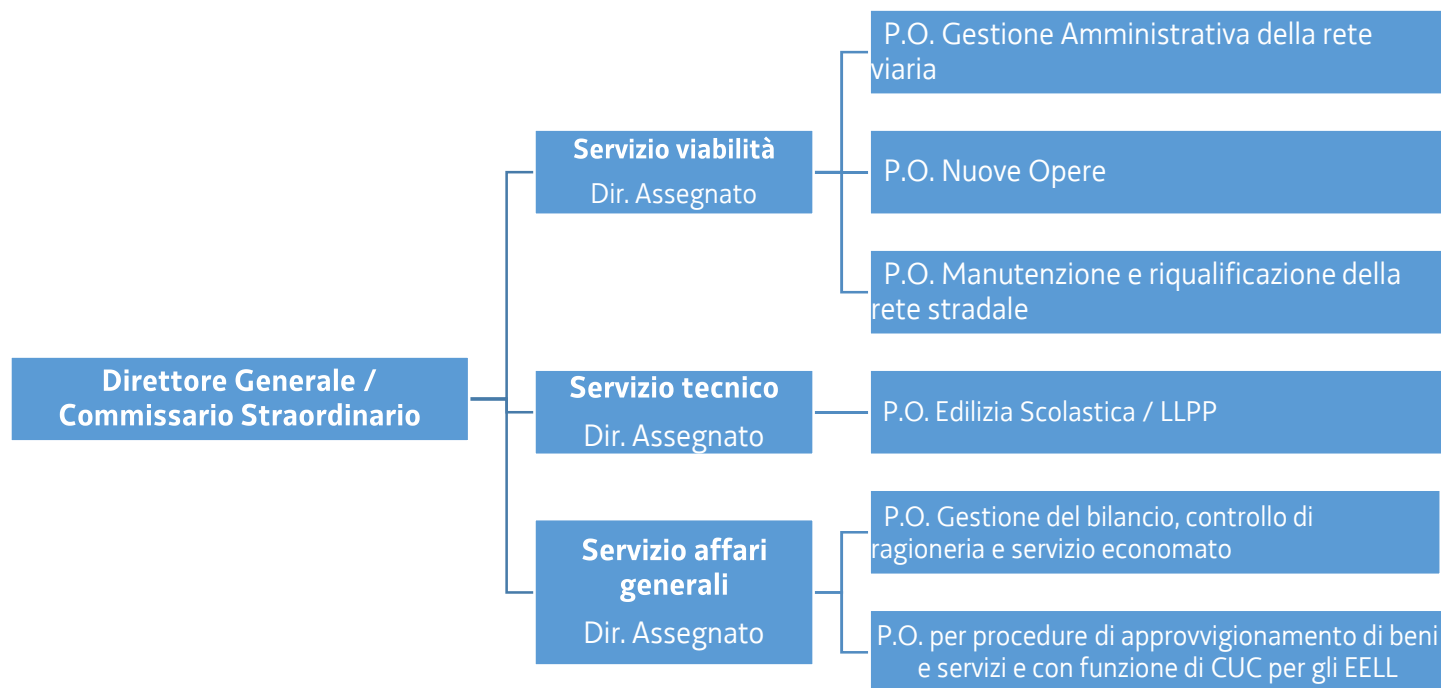 Direttore Generale /
Commissario Straordinario
Servizio viabilità
Dir. Assegnato
P.O. Gestione Amministrativa della rete
viaria
P.O. Nuove Opere
P.O. Manutenzione e riqualificazione della
rete stradale
Servizio tecnico
Dir. Assegnato
P.O. Edilizia Scolastica / LLPP
Servizio affari
generali
Dir. Assegnato
P.O. Gestione del bilancio, controllo di
ragioneria e servizio economato
P.O. per procedure di approvvigionamento di beni
e servizi e con funzione di CUC per gli EELL